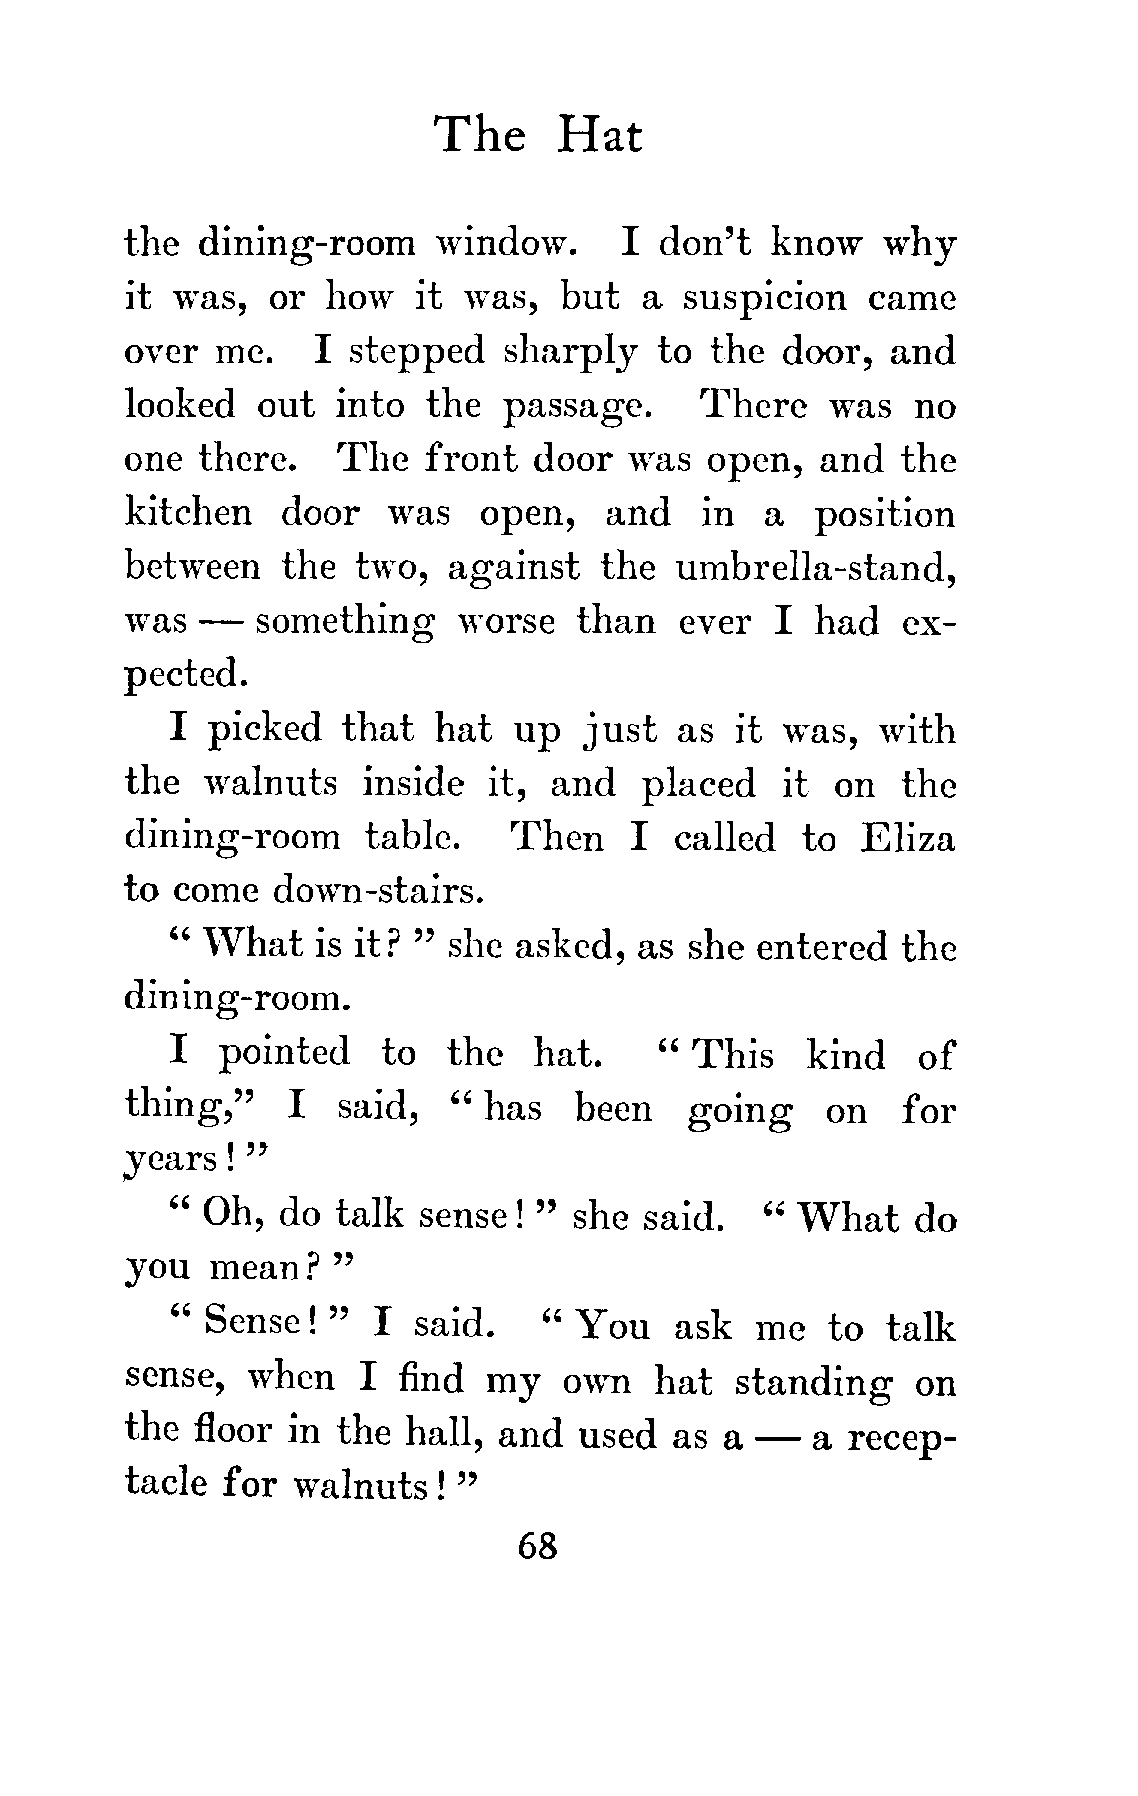 The Hat
the dining-room window. I don't know why
it was, or how it was, but a suspicion came
over me. I stepped sharply to the door, and
looked out into the passage. There was no
one there. The front door was open, and the
kitchen door was open, and in a position
between the two, against the umbrella-stand,
was — something worse than ever I had ex-
pected.
I picked that hat up just as it was, with
the walnuts inside it, and placed it on the
dining-room table. Then I called to Eliza
to come down-stairs.
"What is it?" she asked, as she entered the
dining-room.
I pointed to the hat. "This kind of
thing," I said, "has been going on for
years!"
"Oh, do talk sense!" she said. "What do
you mean?"
"Sense!" I said. "You ask me to talk
sense, when I find my own hat standing on
the floor in the hall, and used as a — a recep-
tacle for walnuts!"
68